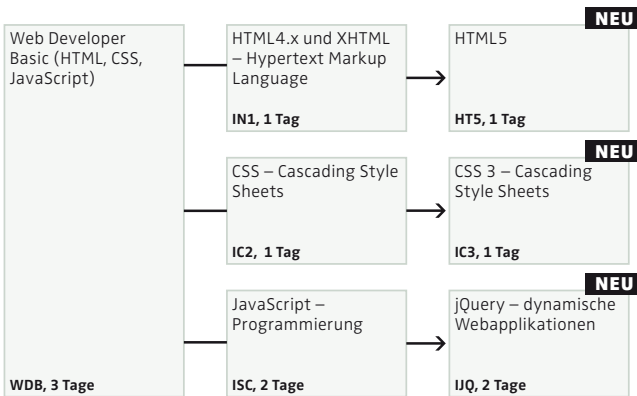 Web Developer
Basic (HTML, CSS,
JavaScript)
WDB, 3 Tage
HTML4.x und XHTML
– Hypertext Markup
Language
IN1, 1 Tag
NEU
HTML5
HT5, 1 Tag
CSS – Cascading Style
Sheets
IC2, 1 Tag
NEU
CSS 3 – Cascading
Style Sheets
IC3, 1 Tag
JavaScript –
Programmierung
ISC, 2 Tage
NEU
jQuery – dynamische
Webapplikationen
IJQ, 2 Tage